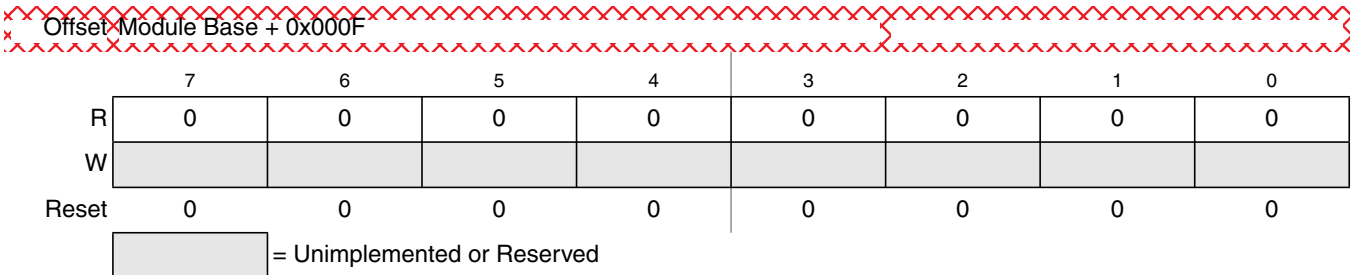 Offset Module Base + 0x000F
7 6 5 4 3 2 1 0
R 0 0 0 0 0 0 0 0
W
Reset 0 0 0 0 0 0 0 0
= Unimplemented or Reserved